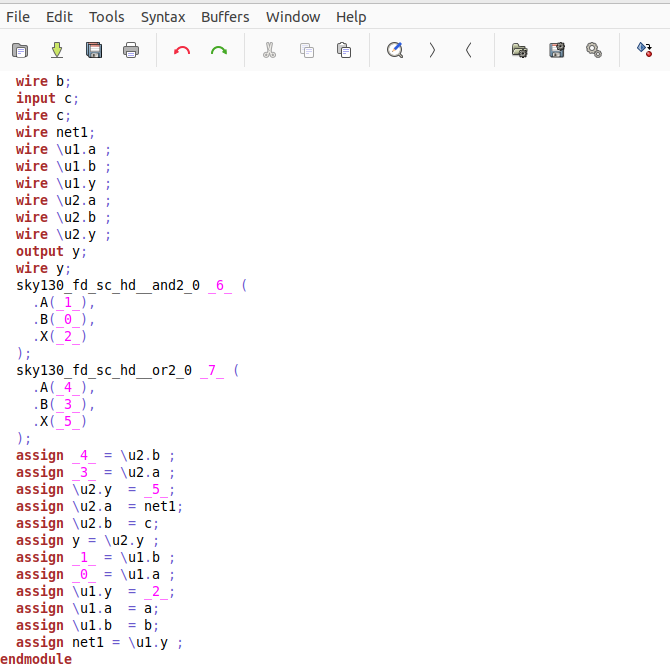 File Edit Tools Syntax Buffers Window Help
wire b;
input c;
wire c;
wire net1;
wire \u1.a ;
wire \u1.b ;
wire \u1.y ;
wire \u2.a ;
wire \u2.b ;
wire \u2.y ;
output y;
wire y;
sky130_fd_sc_hd__and2_0 _6_ (
.A(_1_),
.B(_0_),
.X(_2_)
);
sky130_fd_sc_hd__or2_0 _7_ (
.A(_4_),
.B(_3_),
.X(_5_)
);
assign _4_ = \u2.b ;
assign _3_ = \u2.a ;
assign \u2.y  = _5_;
assign \u2.a  = net1;
assign \u2.b  = c;
assign y = \u2.y ;
assign _1_ = \u1.b ;
assign _0_ = \u1.a ;
assign \u1.y  = _2_;
assign \u1.a  = a;
assign \u1.b  = b;
assign net1 = \u1.y ;
endmodule